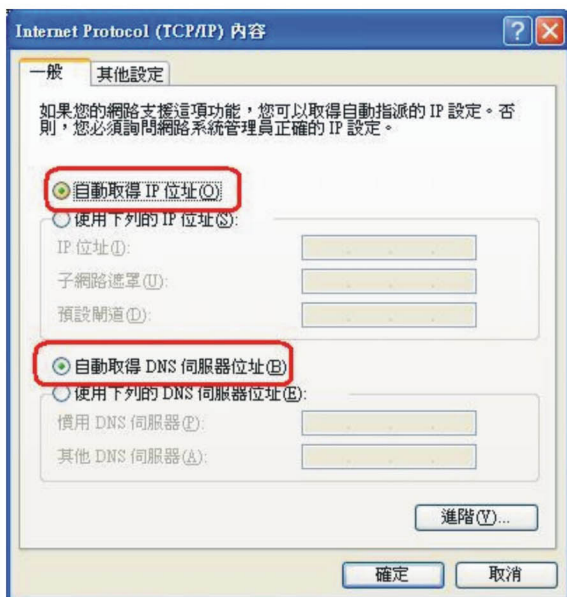 Internet Protocol (TCP/IP) 內容
一般
其他設定
如果您的網路支援這項功能，您可以取得自動指派的 IP 設定。否
則，您必須詢問網路系統管理員正確的 IP 設定。
自動取得 IP 位址(O)
使用下列的 IP 位址(S):
IP 位址(I):
子網路遮罩(U):
預設閘道(D):
自動取得 DNS 伺服器位址(B)
使用下列的 DNS 伺服器位址(E):
慣用 DNS 伺服器(P):
其他 DNS 伺服器(A):
進階(V)...
確定
取消